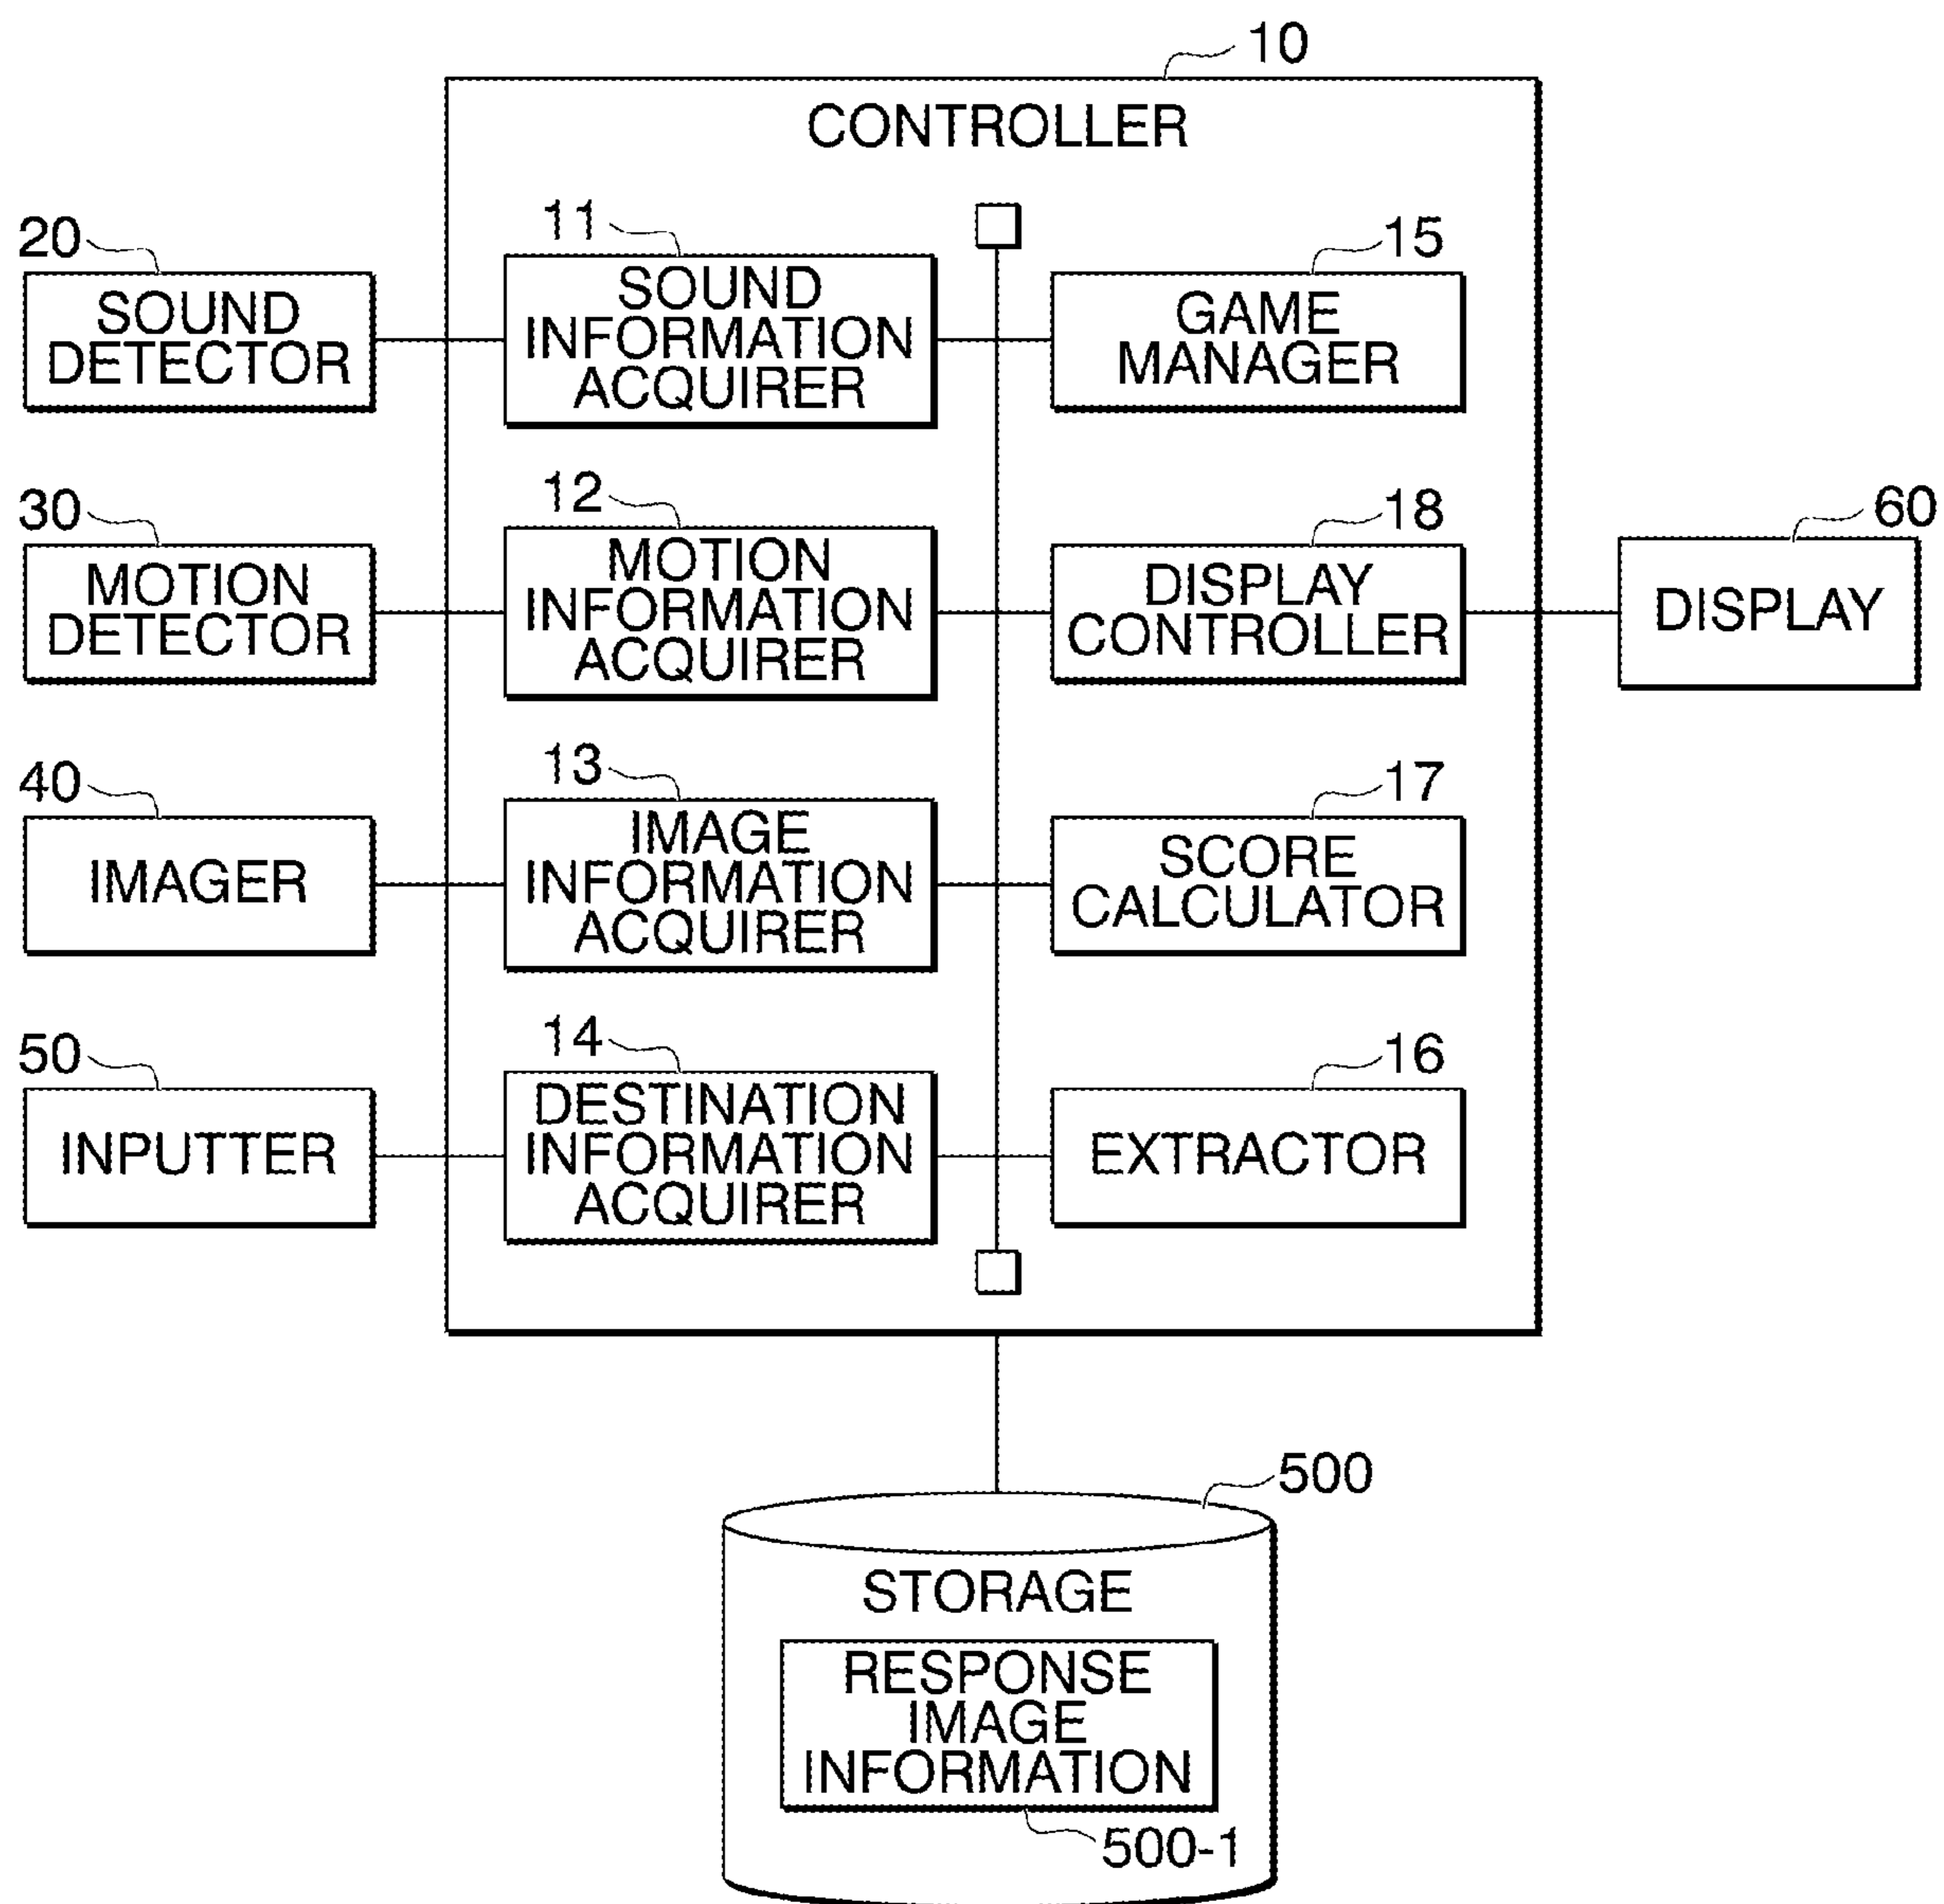 10
CONTROLLER
20
SOUND
DETECTOR
11
SOUND
INFORMATION
ACQUIRER
15
GAME
MANAGER
30
MOTION
DETECTOR
12
MOTION
INFORMATION
ACQUIRER
18
DISPLAY
CONTROLLER
60
DISPLAY
40
IMAGER
13
IMAGE
INFORMATION
ACQUIRER
17
SCORE
CALCULATOR
50
INPUTTER
14
DESTINATION
INFORMATION
ACQUIRER
16
EXTRACTOR
500
STORAGE
RESPONSE
IMAGE
INFORMATION
500-1